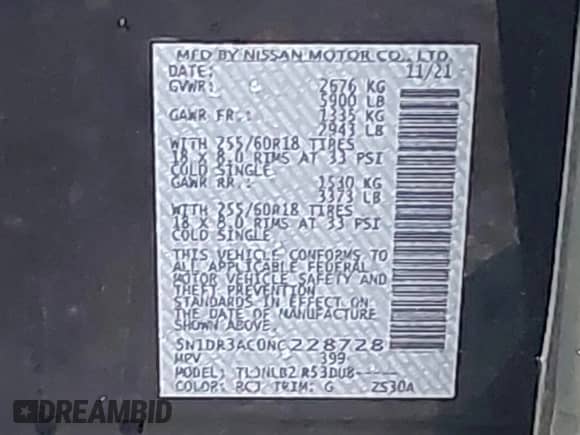 MFD BY NISSAN MOTOR CO., LTD.
DATE: 11/21
GVWR: 2676 KG
5900 LB
GAWR FR.: 1335 KG
2943 LB
WITH 255/60R18 TIRES
18 X 8.0 RIMS AT 33 PSI
COLD SINGLE.
GAWR RR.: 1530 KG
3373 LB
WITH 255/60R18 TIRES
18 X 8.0 RIMS AT 33 PSI
COLD SINGLE.
THIS VEHICLE CONFORMS TO
ALL APPLICABLE FEDERAL
MOTOR VEHICLE SAFETY AND
THEFT PREVENTION
STANDARDS IN EFFECT ON
THE DATE OF MANUFACTURE
SHOWN ABOVE.
5N1DR3AC0NC228728
MPV 399
MODEL: TLJNLB2 R53DU8-----
COLOR: TRIM: G ZS30A
DREAMBID